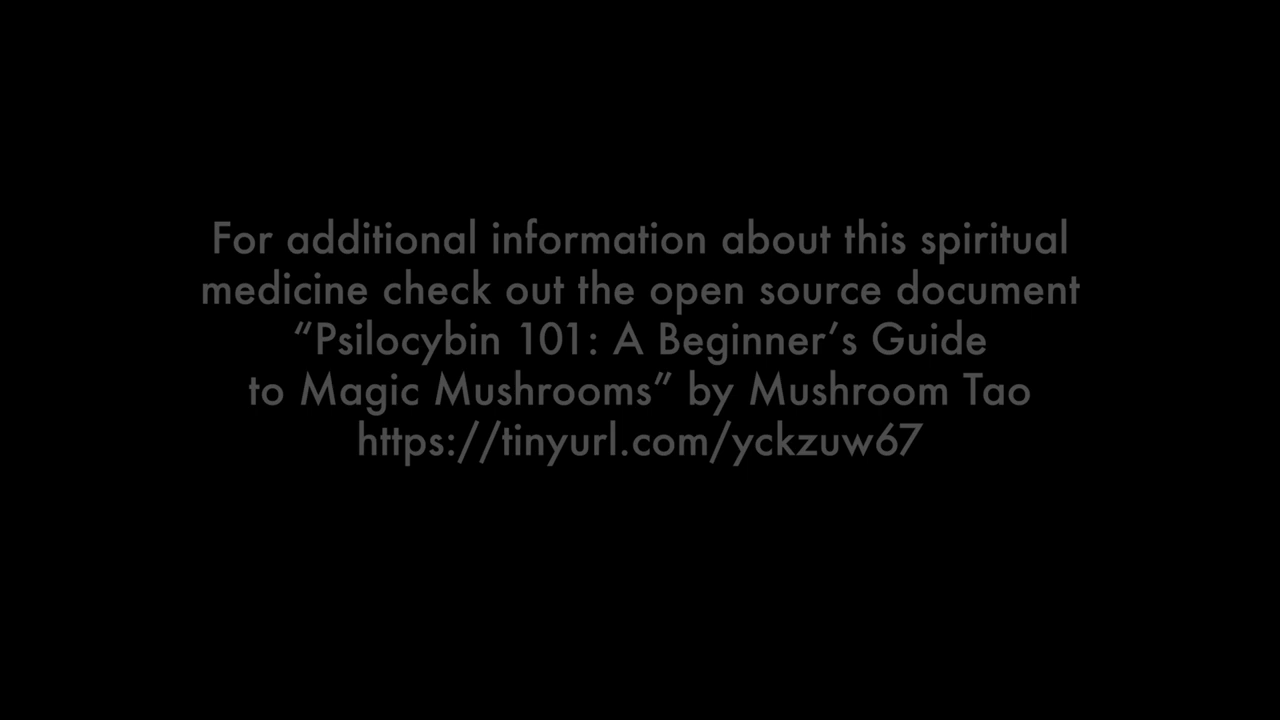 For additional information about this spiritual
medicine check out the open source document
“Psilocybin 101: A Beginner’s Guide
to Magic Mushrooms” by Mushroom Tao
https://tinyurl.com/yckzuw67